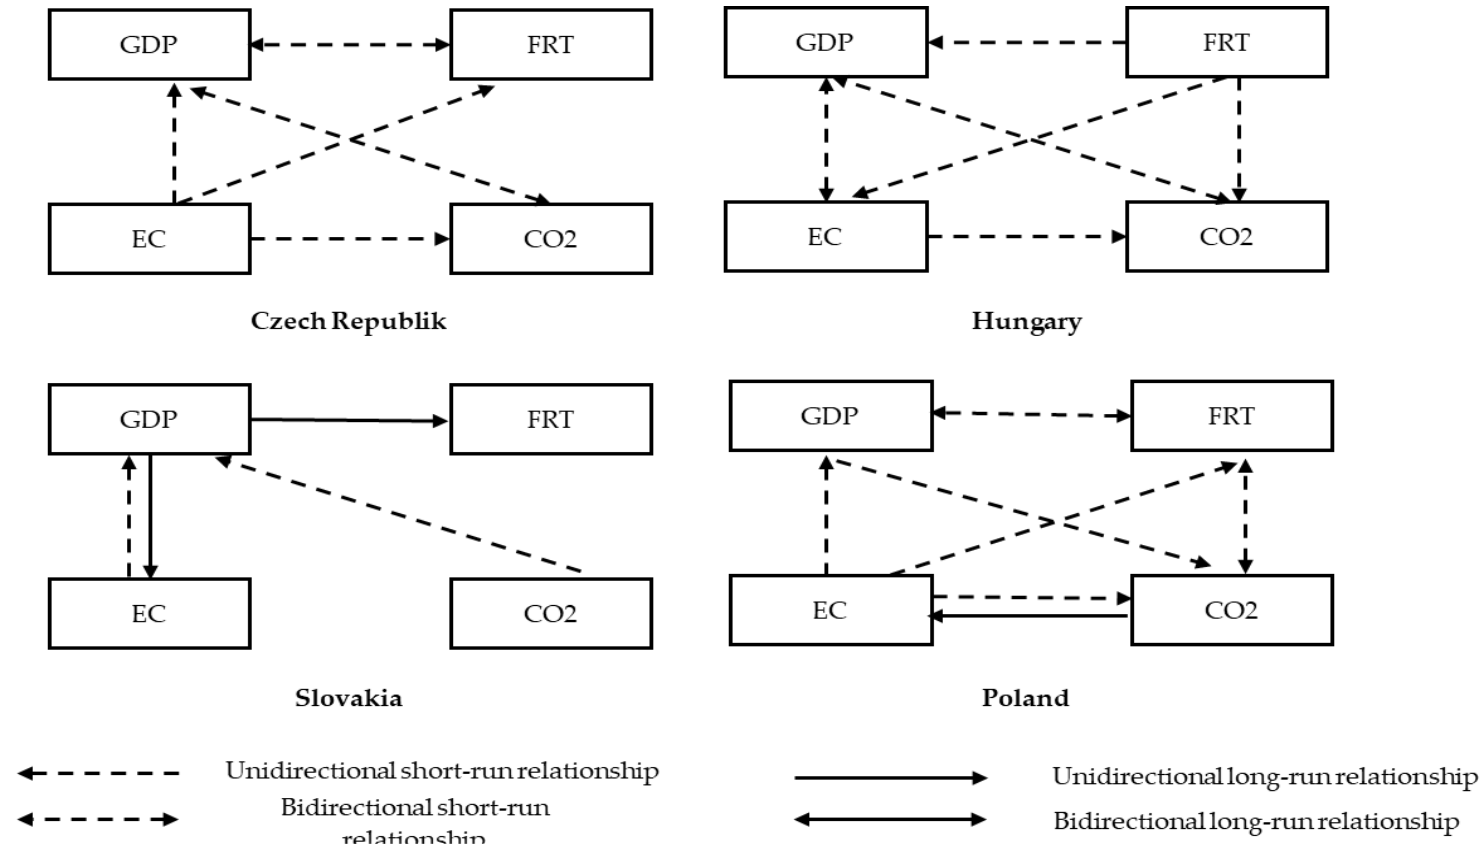 GDP
FRT
EC
CO2
Czech Republik
GDP
FRT
EC
CO2
Hungary
GDP
FRT
EC
CO2
Slovakia
GDP
FRT
EC
CO2
Poland
Unidirectional short-run relationship
Bidirectional short-run
relationship
Unidirectional long-run relationship
Bidirectional long-run relationship